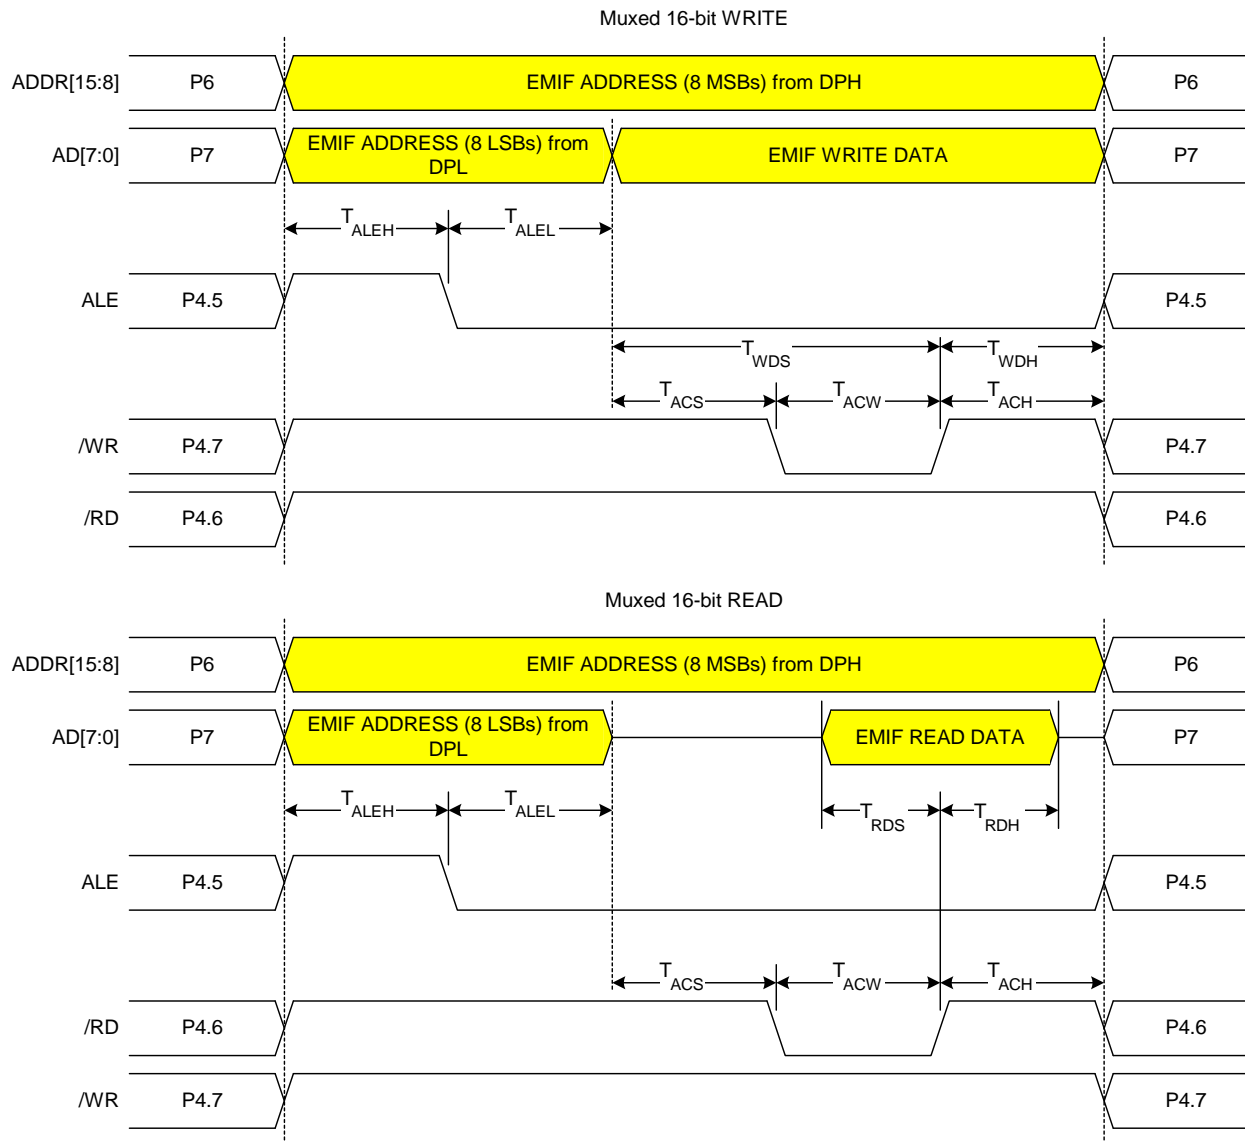 Muxed 16-bit WRITE
ADDR[15:8] P6 EMIF ADDRESS (8 MSBs) from DPH P6
AD[7:0] P7 EMIF ADDRESS (8 LSBs) from
DPL EMIF WRITE DATA P7
TALEH TALEL
ALE P4.5 P4.5
TWDS TWDH
TACS TACW TACH
/WR P4.7 P4.7
/RD P4.6 P4.6
Muxed 16-bit READ
ADDR[15:8] P6 EMIF ADDRESS (8 MSBs) from DPH P6
AD[7:0] P7 EMIF ADDRESS (8 LSBs) from
DPL EMIF READ DATA P7
TALEH TALEL TRDS TRDH
ALE P4.5 P4.5
TACS TACW TACH
/RD P4.6 P4.6
/WR P4.7 P4.7